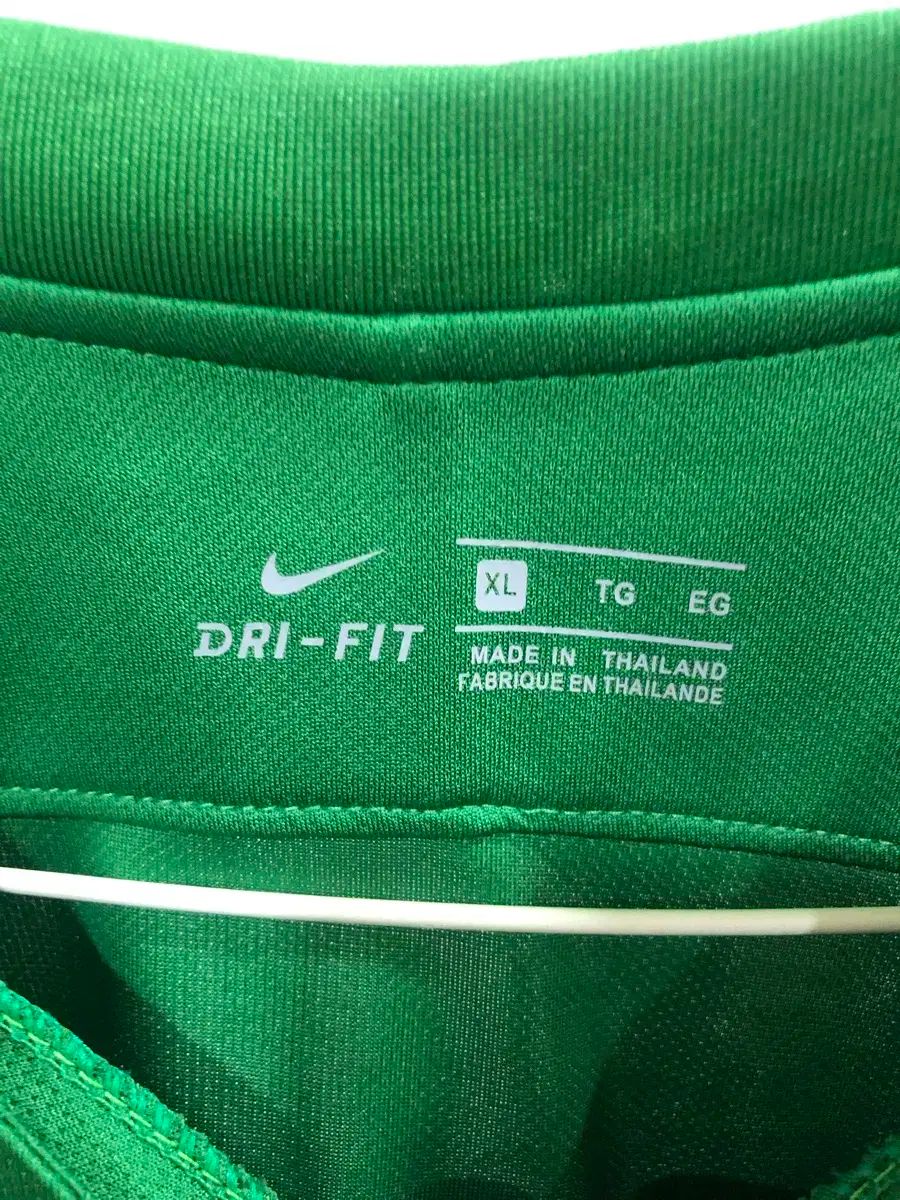 DRI-FIT
XL TG EG
MADE IN THAILAND
FABRIQUE EN THAILANDE